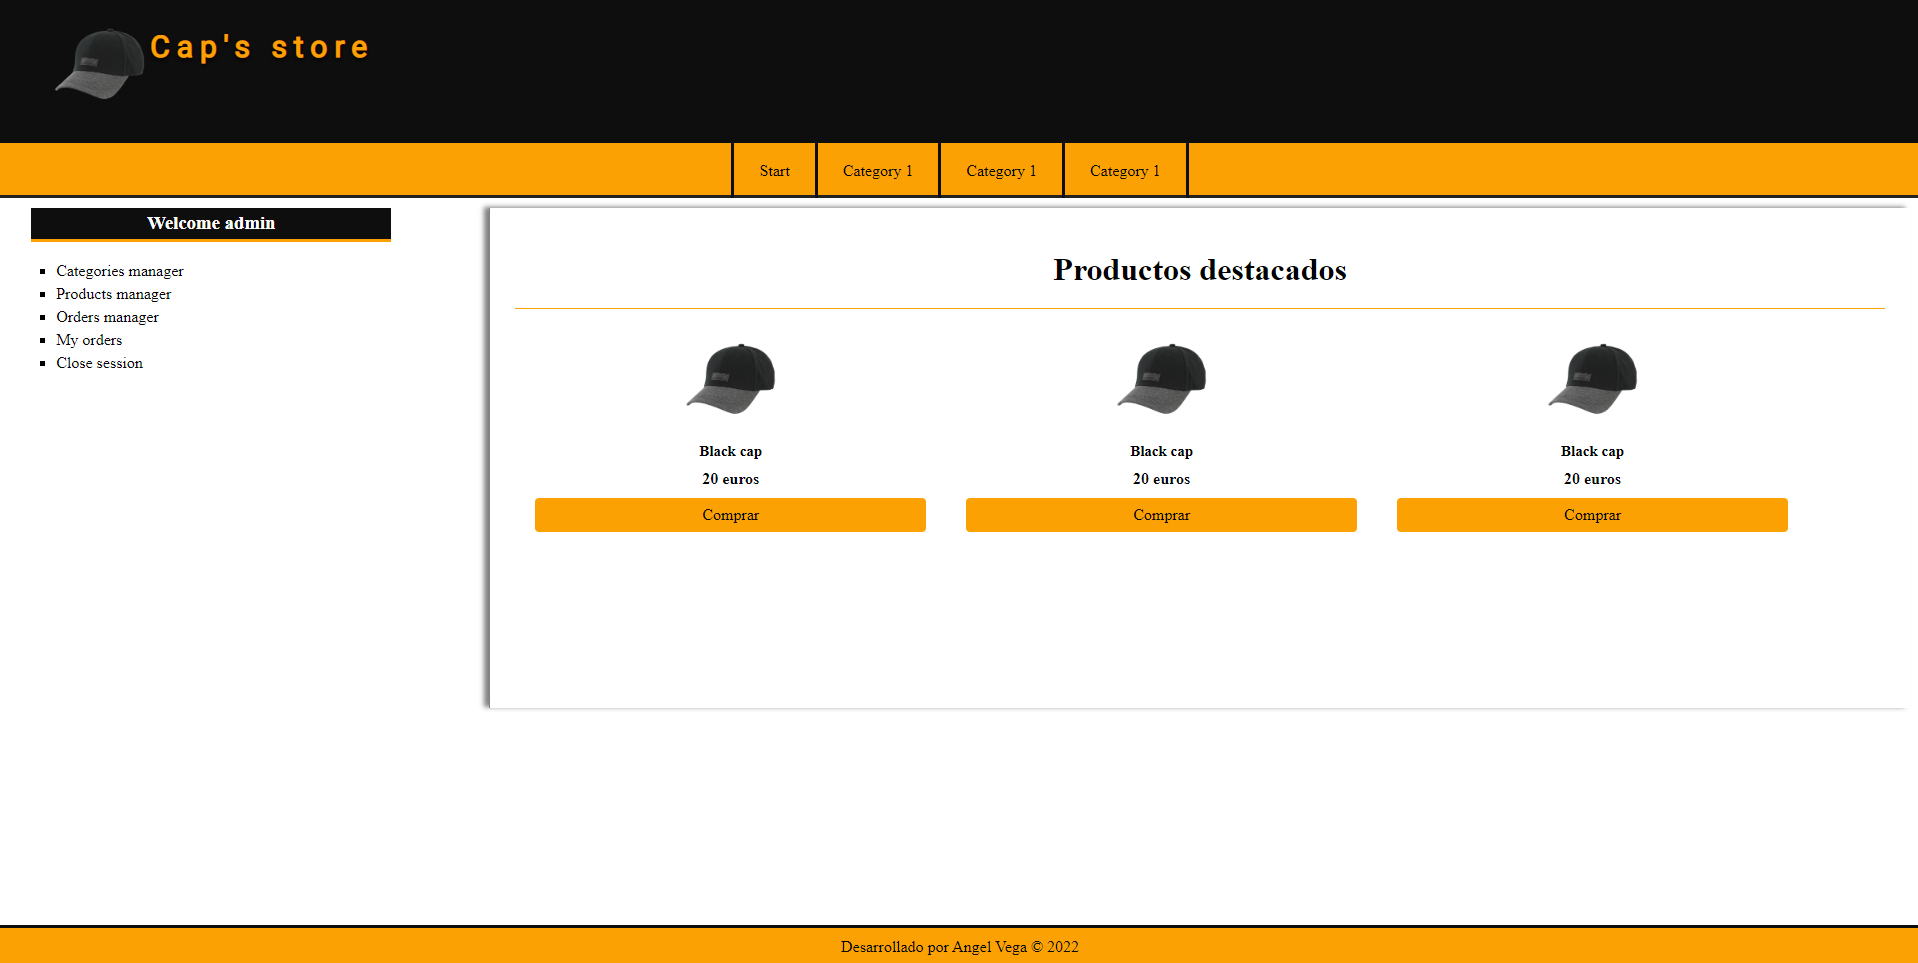 Cap's store
Start Category 1 Category 1 Category 1
Welcome admin
Categories manager
Products manager
Orders manager
My orders
Close session
Productos destacados
Black cap Black cap Black cap
20 euros 20 euros 20 euros
Comprar Comprar Comprar
Desarrollado por Angel Vega © 2022